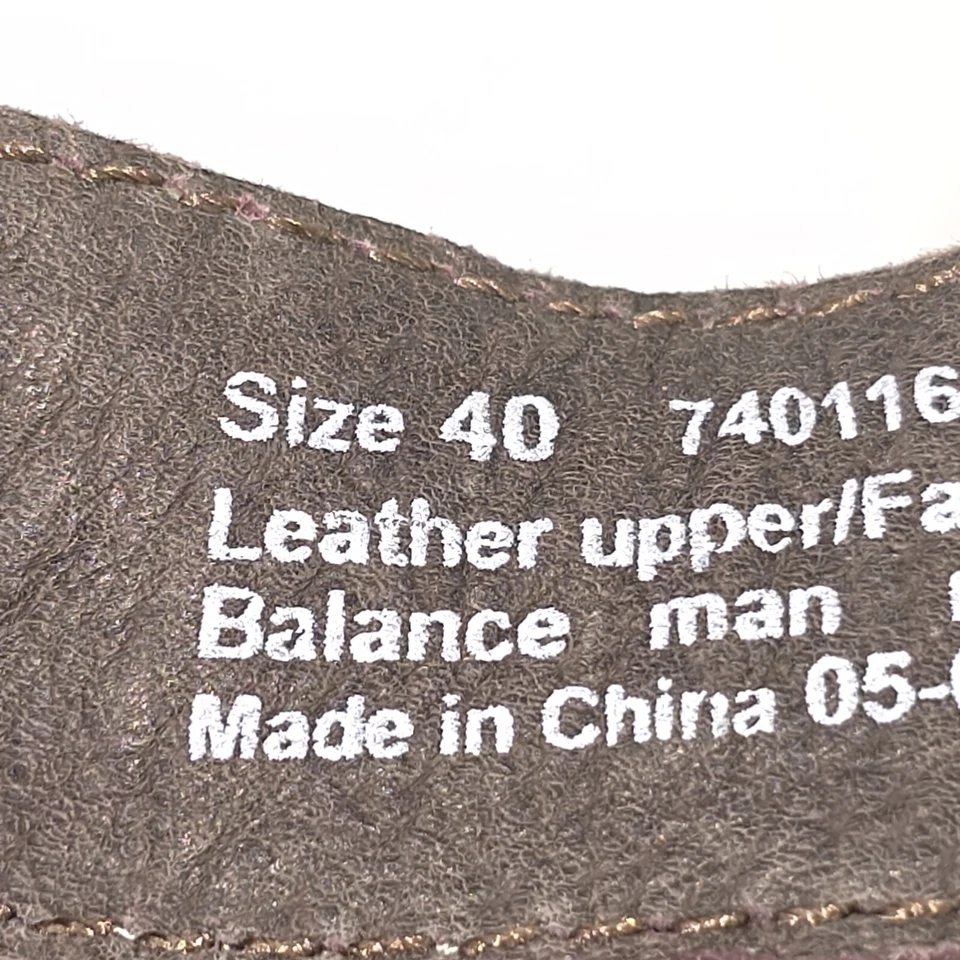 Size 40 740116
Leather upper/Fa
Balance man
Made in China 05-